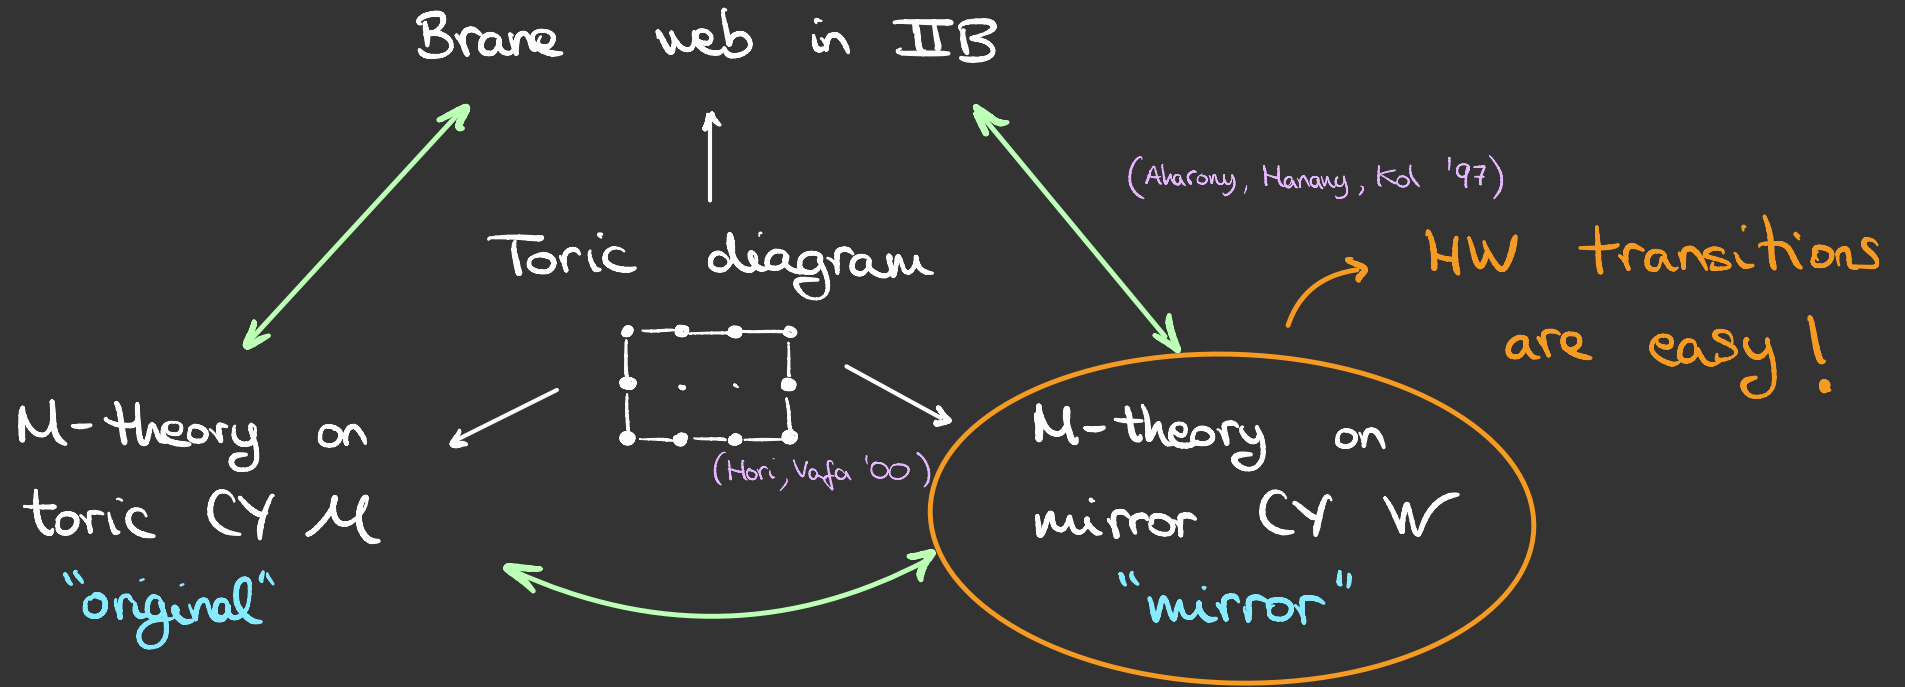 Brane web in IIB
(Aharony, Hanany, Kol '97)
HW transitions
are easy!
Toric diagram
(Hori, Vafa '00)
M-theory on
toric CY M
"original"
M-theory on
mirror CY W
"mirror"